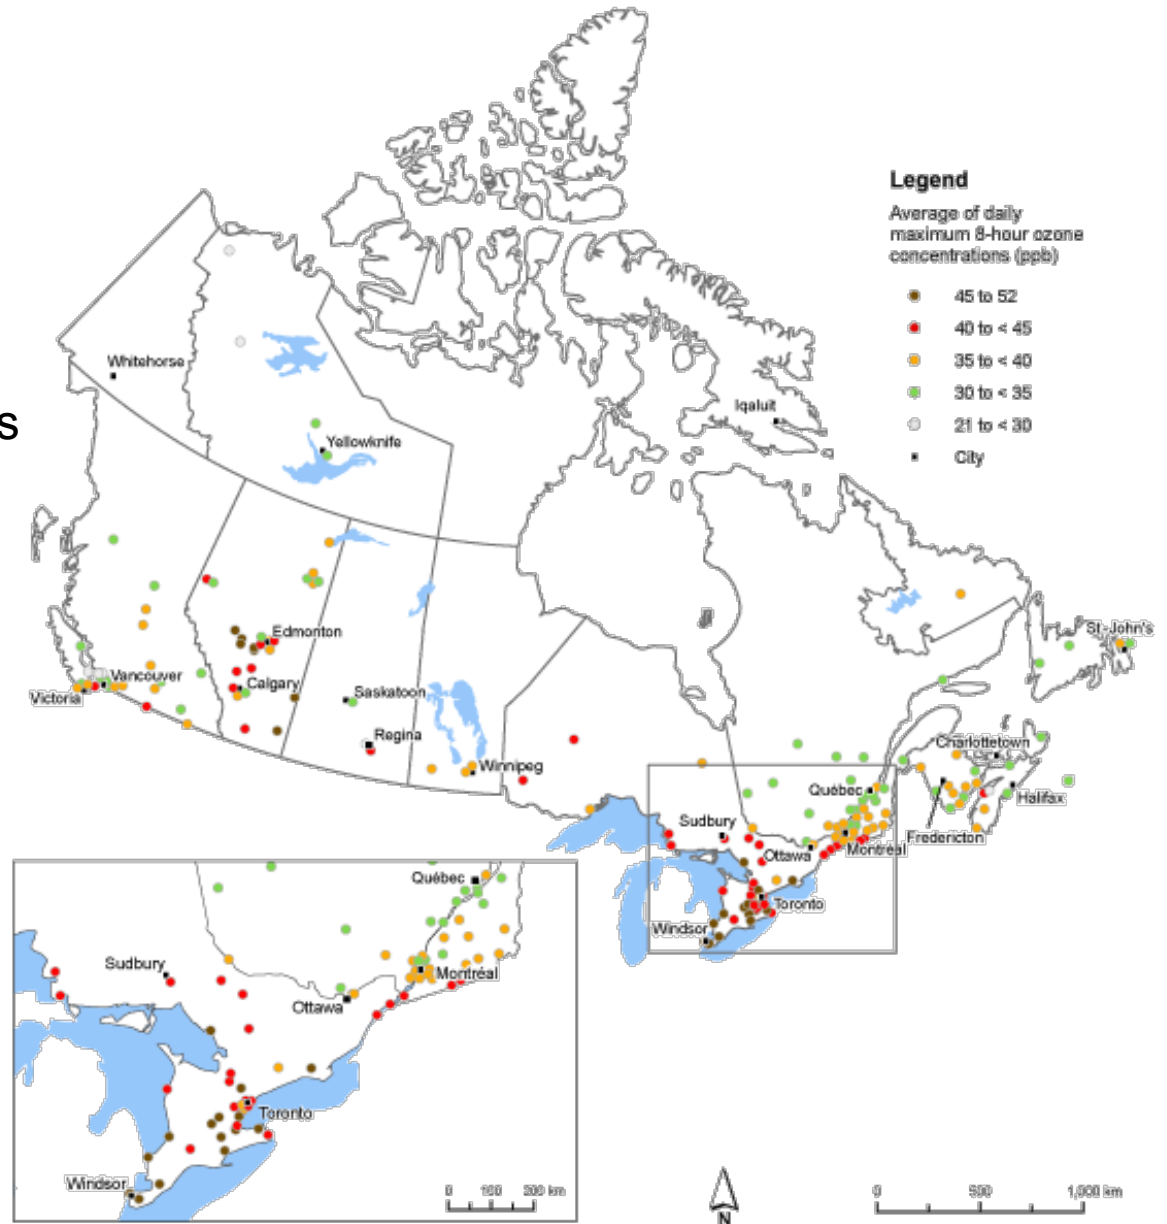 Legend
Average of daily
maximum 8-hour ozone
concentrations (ppb)
45 to 52
40 to < 45
35 to < 40
30 to < 35
21 to < 30
City
Whitehorse
Iqaluit
s
Yellowknife
Edmonton
St-John's
Vancouver
Calgary
Victoria
Saskatoon
Regina
Charlottetown
Winnipeg
Québec
Halifax
Sudbury
Fredericton
Ottawa
Montréal
Toronto
Windsor
Québec
Sudbury
Montréal
Ottawa
Toronto
Windsor
0 100 200 km
0 500 1,000 km
N